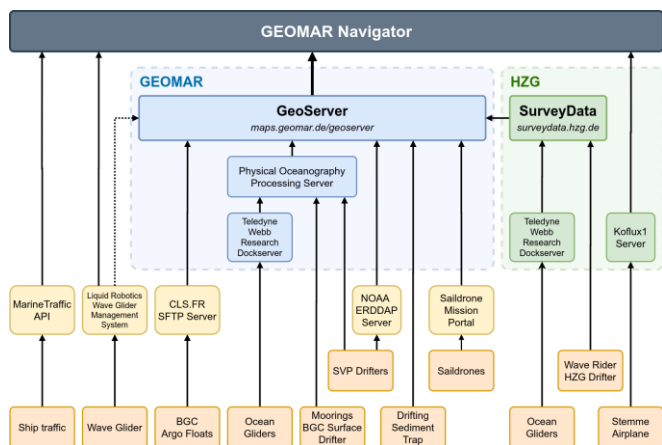 GEOMAR Navigator
GEOMAR
HZG
GeoServer
maps.geomar.de/geoserver
SurveyData
surveydata.hzg.de
Physical Oceanography
Processing Server
Teledyne
Webb
Research
Dockserver
Teledyne
Webb
Research
Dockserver
Koflux1
Server
MarineTraffic
API
Liquid Robotics
Wave Glider
Management
System
CLS.FR
SFTP Server
NOAA
ERDDAP
Server
Saildrone
Mission
Portal
SVP Drifters
Saildrones
Wave Rider
HZG Drifter
Ship traffic
Wave Glider
BGC
Argo Floats
Ocean
Gliders
Moorings
BGC Surface
Drifter
Drifting
Sediment
Trap
Ocean
Gliders
Stemme
Airplane